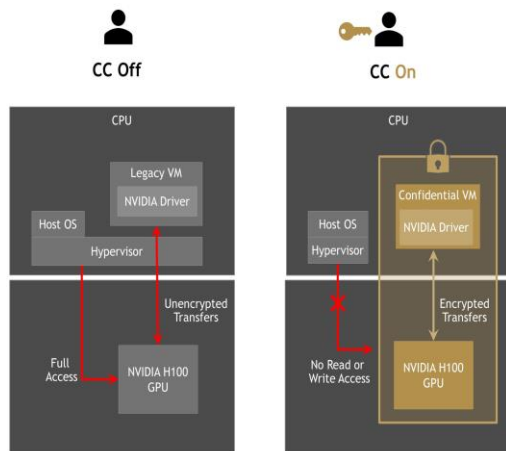 CC Off
CPU
Legacy VM
NVIDIA Driver
Host OS
Hypervisor
Unencrypted
Transfers
Full
Access
NVIDIA H100
GPU
CC On
CPU
Confidential VM
NVIDIA Driver
Host OS
Hypervisor
Encrypted
Transfers
No Read or
Write Access
NVIDIA H100
GPU